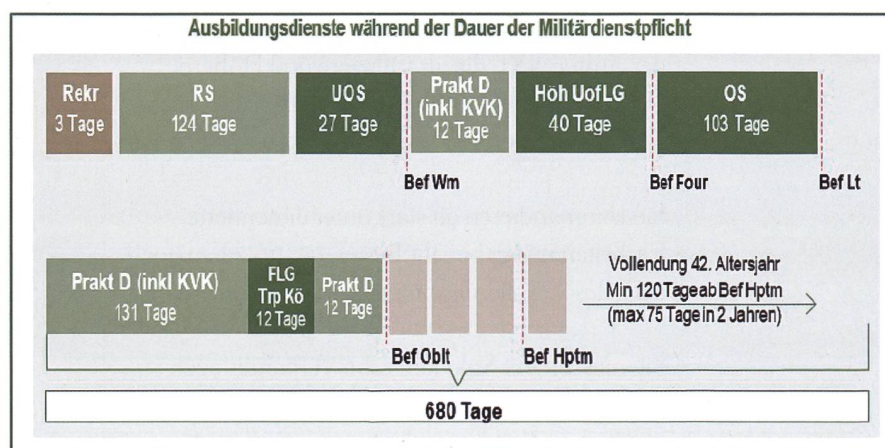 Ausbildungsdienste während der Dauer der Militärdienstpflicht
Rekr
3 Tage
RS
124 Tage
UOS
27 Tage
Prakt D
(inkl KVK)
12 Tage
Höh UofLG
40 Tage
OS
103 Tage
Bef Wm
Bef Four
Bef Lt
Prakt D (inkl KVK)
131 Tage
FLG
Trp Kö
12 Tage
Prakt D
12 Tage
Vollendung 42. Altersjahr
Min 120 Tage ab Bef Hptm
(max 75 Tage in 2 Jahren)
Bef Oblt
Bef Hptm
680 Tage